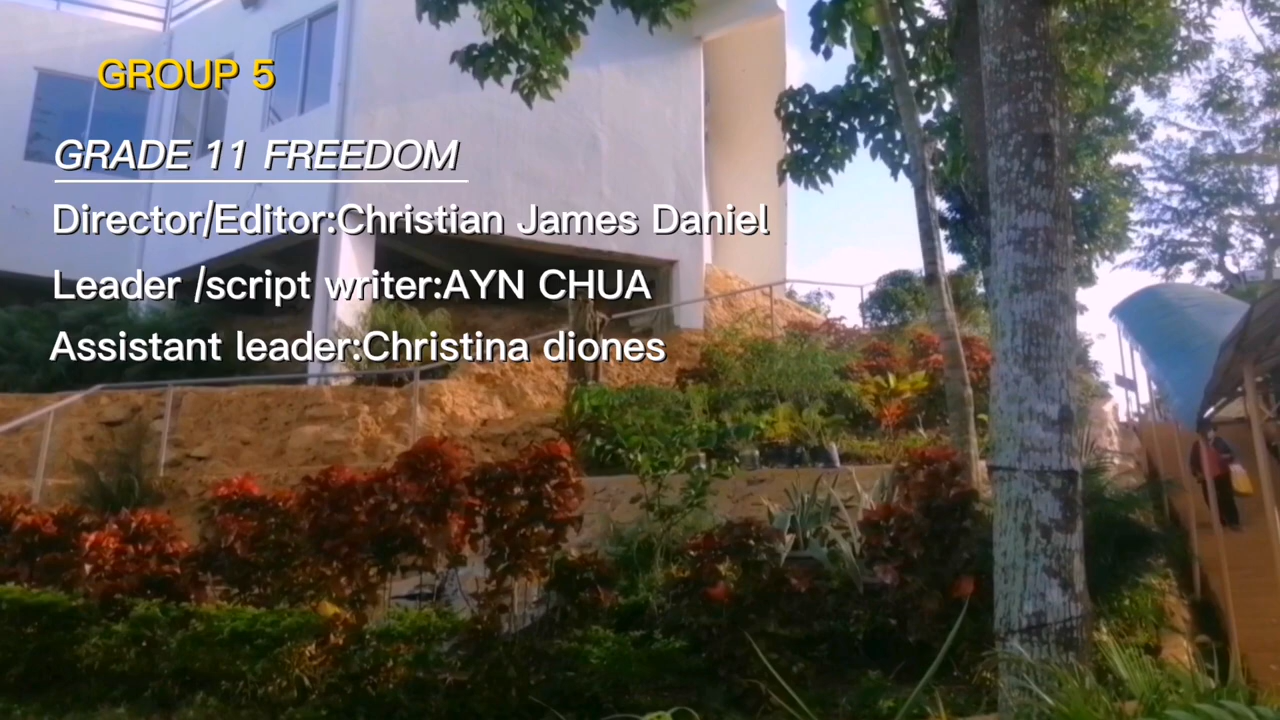 GROUP 5
GRADE 11 FREEDOM
Director/Editor:Christian James Daniel
Leader /script writer:AYN CHUA
Assistant leader:Christina diones